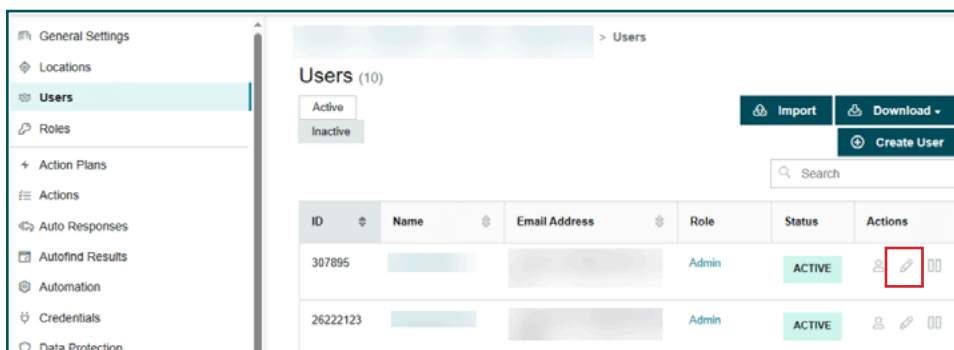 General Settings
Locations
Users
Roles
Action Plans
Actions
Auto Responses
Autofind Results
Automation
Credentials
Data Protection
> Users
Users (10)
Active
Inactive
Import
Download
Create User
Search
ID Name Email Address Role Status Actions
307895 Admin ACTIVE
26222123 Admin ACTIVE